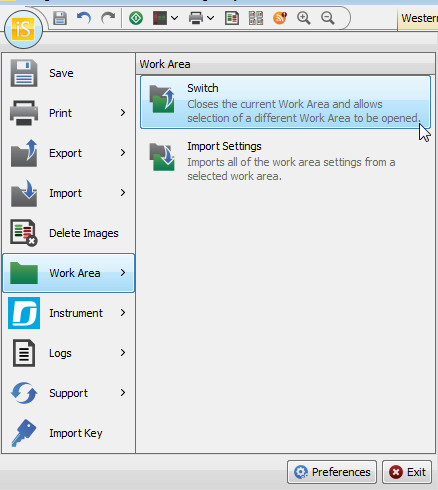 iS
Western
Save
Print
Export
Import
Delete Images
Work Area
Instrument
Logs
Support
Import Key
Work Area
Switch
Closes the current Work Area and allows
selection of a different Work Area to be opened.
Import Settings
Imports all of the work area settings from a
selected work area.
Preferences
Exit